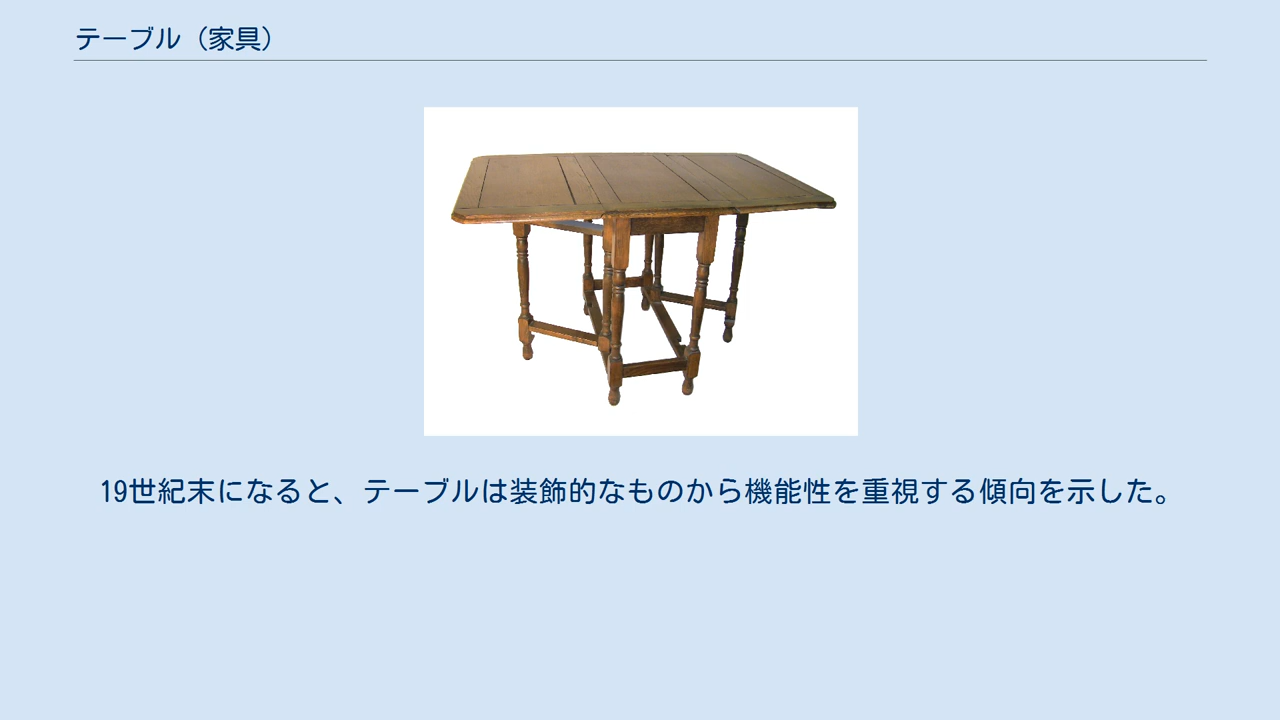 テーブル（家具）
19世紀末になると、テーブルは装飾的なものから機能性を重視する傾向を示した。